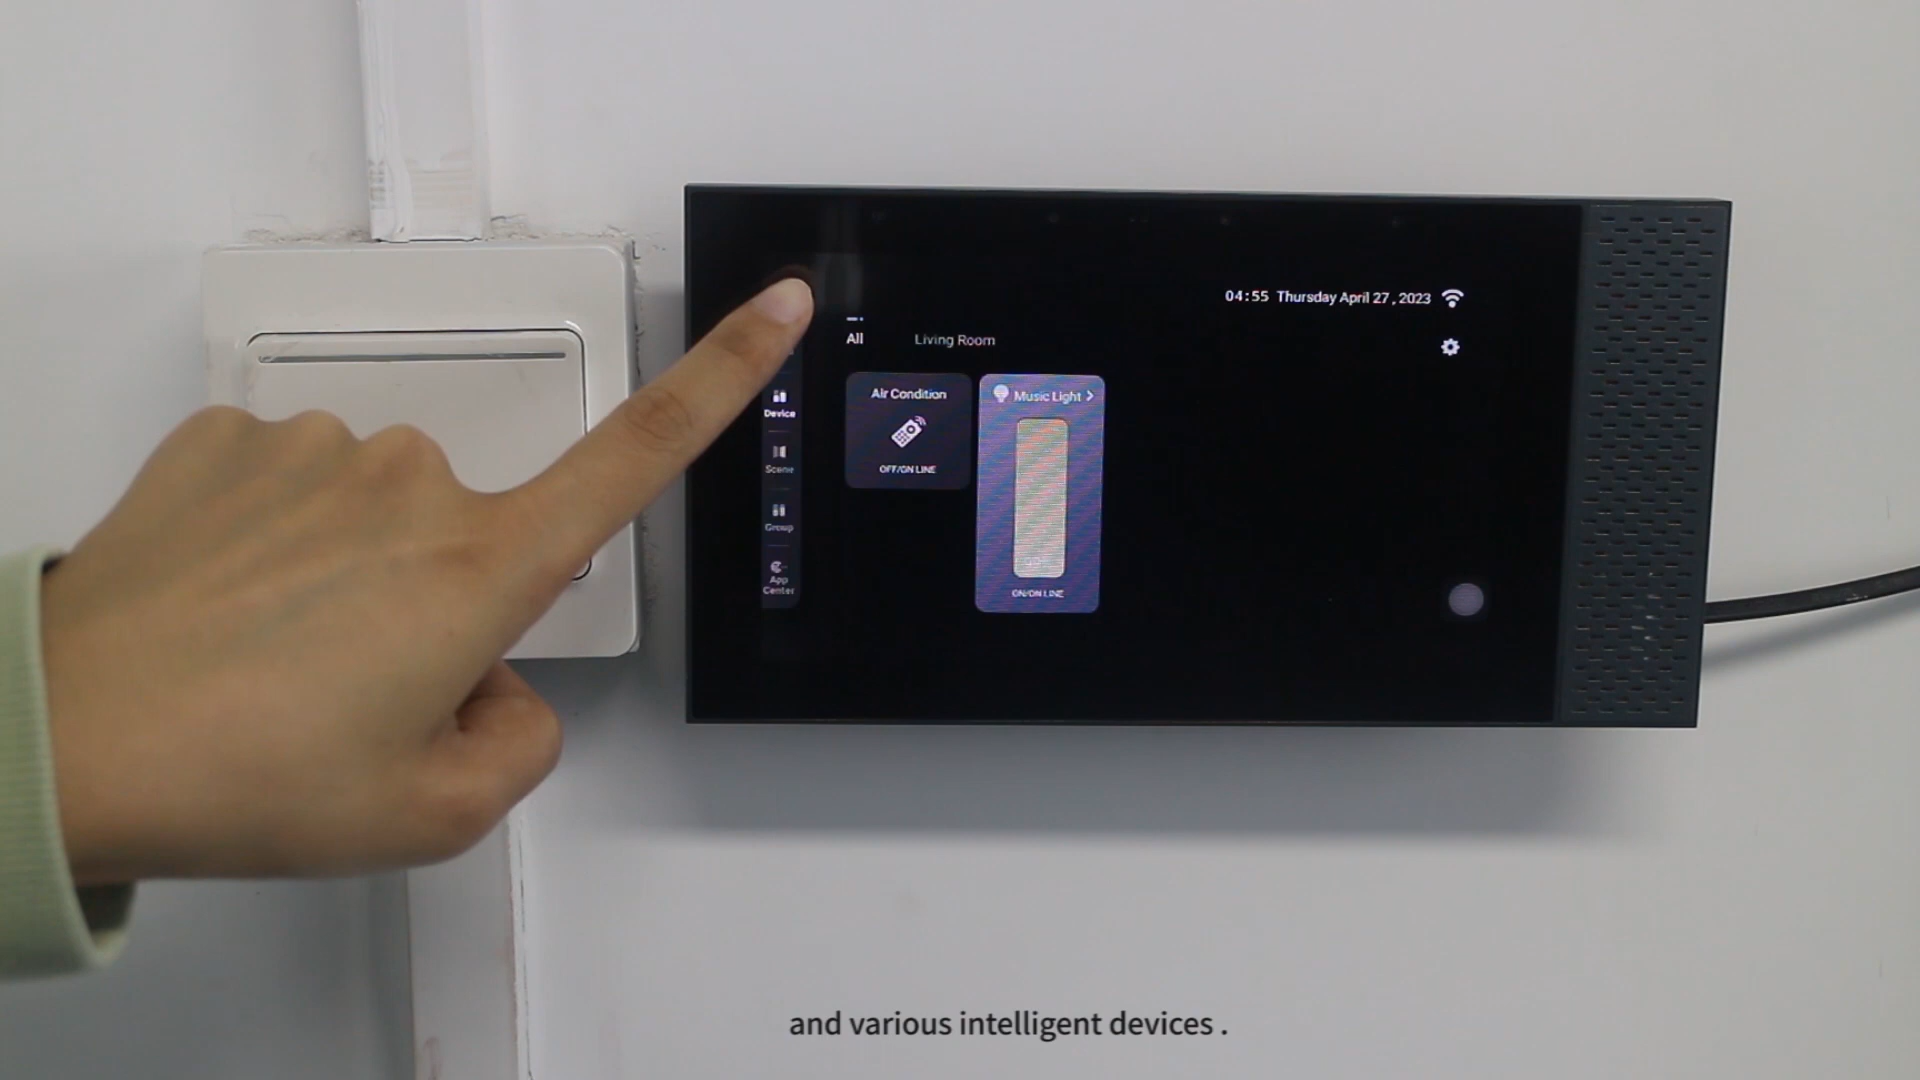 04:55 Thursday April 27, 2023
All
Living Room
Air Condition
OFF/ON LINE
Music Light
ON/ON LINE
Device
Scene
Group
App
Center
and various intelligent devices .